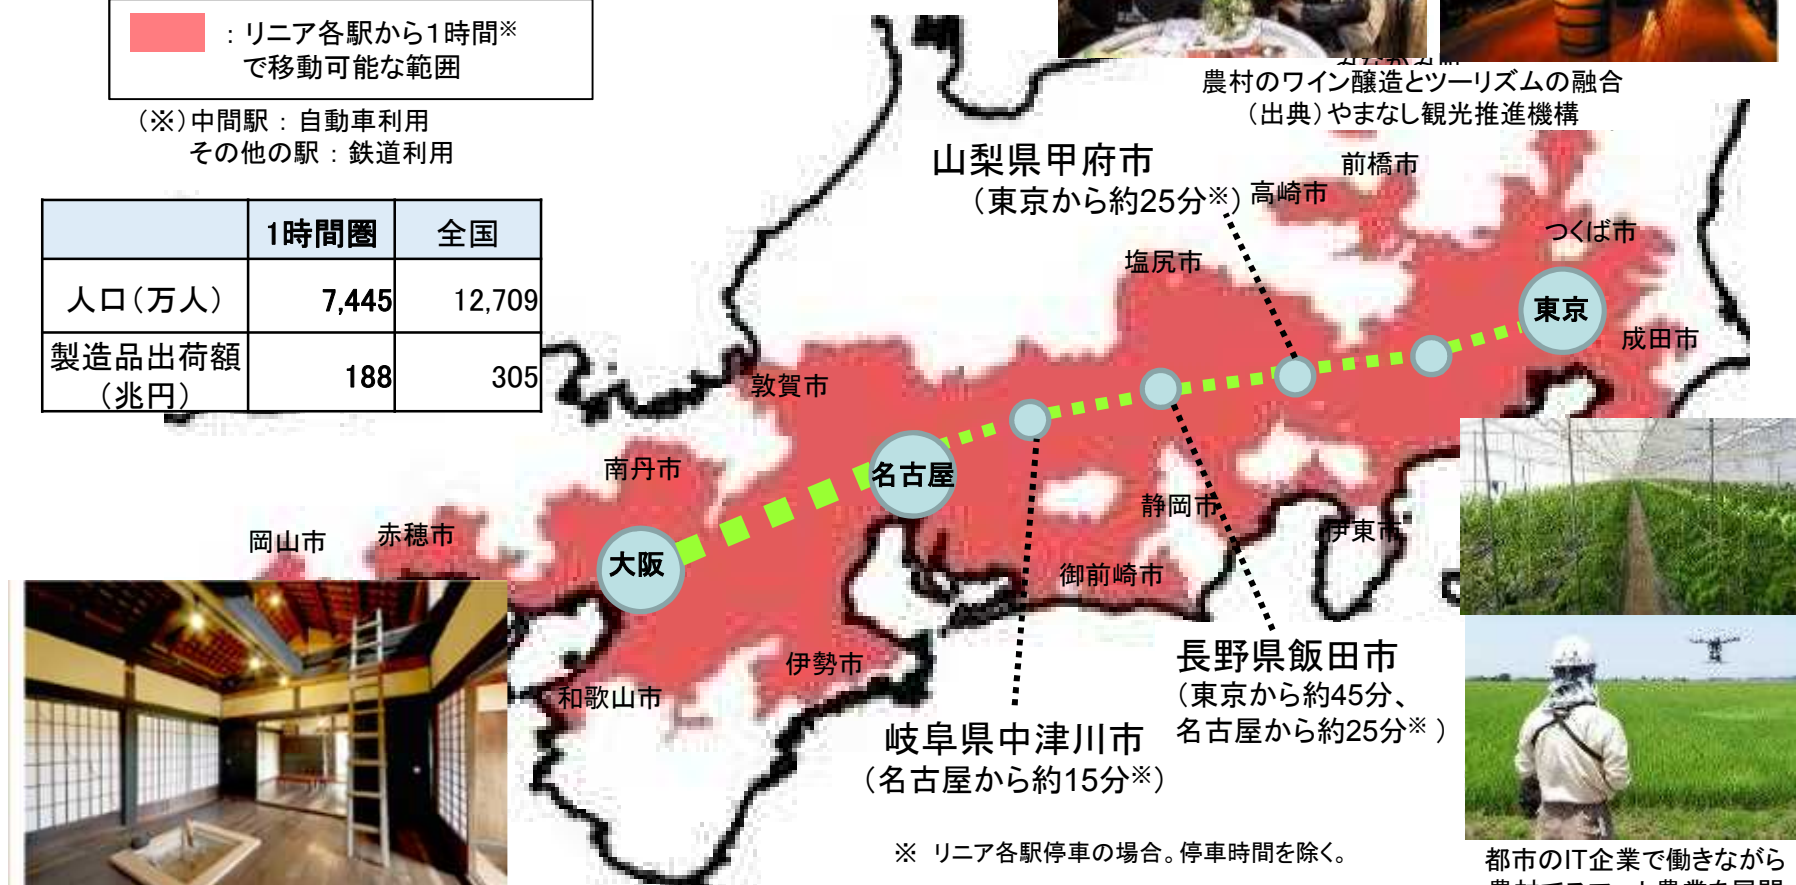 ：リニア各駅から１時間※
で移動可能な範囲
（※）中間駅：自動車利用
その他の駅：鉄道利用
1時間圏 全国
人口（万人） 7,445 12,709
製造品出荷額
（兆円） 188 305
農村のワイン醸造とツーリズムの融合
（出典）やまなし観光推進機構
山梨県甲府市
（東京から約25分※）
前橋市
高崎市
つくば市
塩尻市
東京
成田市
敦賀市
名古屋
南丹市
静岡市
伊東市
岡山市
赤穂市
大阪
御前崎市
伊勢市
和歌山市
長野県飯田市
（東京から約45分、
名古屋から約25分※ ）
岐阜県中津川市
（名古屋から約15分※）
※ リニア各駅停車の場合。停車時間を除く。
都市のIT企業で働きながら